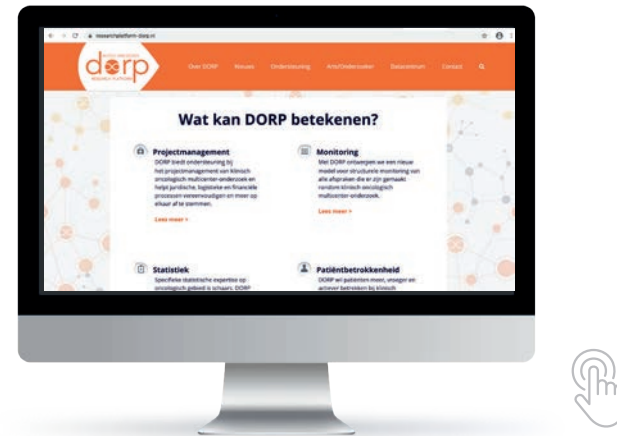 researchplatform-dorp.nl
dorp
Over DORP Nieuws Ondersteuning Arts/Onderzoeker Datacentrum Contact
Wat kan DORP betekenen?
Projectmanagement
DORP biedt ondersteuning bij
het projectmanagement van klinisch
oncologisch multicenter-onderzoek en
helpt juridische, logistieke en financiële
processen vereenvoudigen en meer op
elkaar af te stemmen.
Lees meer >
Monitoring
Met DORP ontwerpen we een nieuw
model voor structurele monitoring van
alle afspraken die er zijn gemaakt
rondom klinisch oncologisch
multicenter-onderzoek.
Lees meer >
Statistiek
Specifieke statistische expertise op
oncologisch gebied is schaars. DORP
Patiëntbetrokkenheid
DORP wil patiënten meer, vroeger en
actiever betrekken bij klinisch